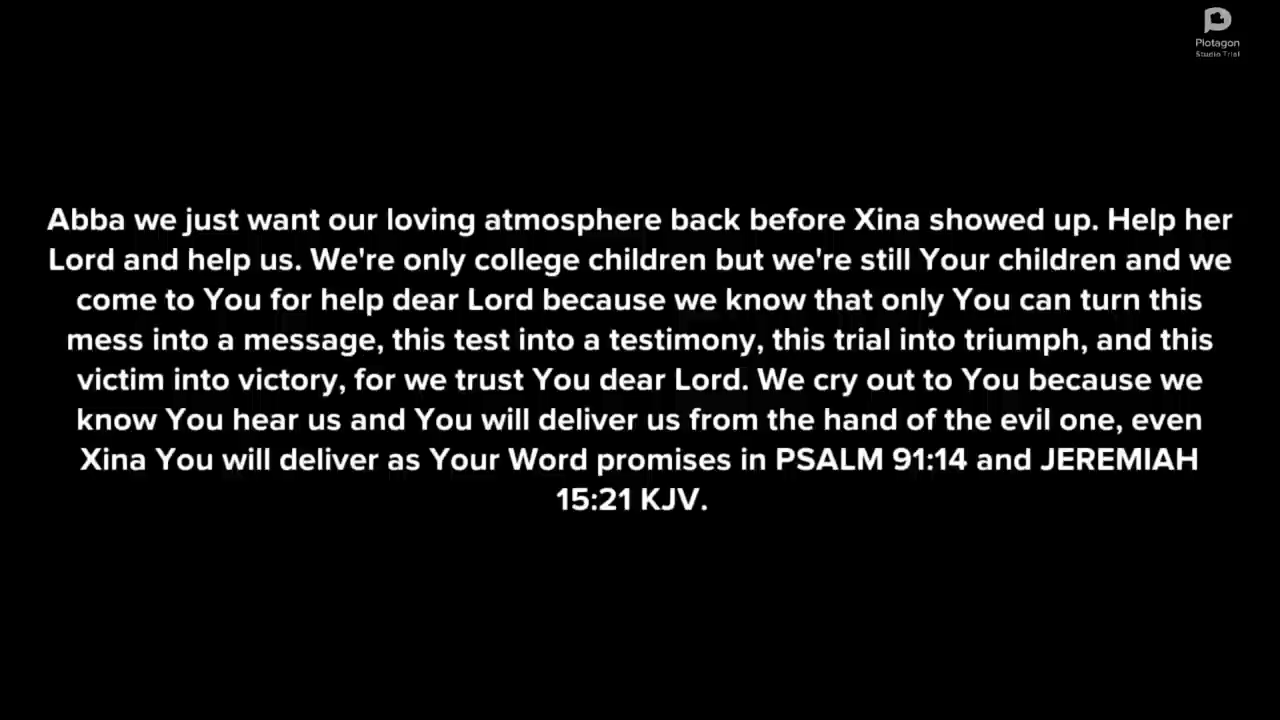 Plotagon
Studio Trial
Abba we just want our loving atmosphere back before Xina showed up. Help her
Lord and help us. We're only college children but we're still Your children and we
come to You for help dear Lord because we know that only You can turn this
mess into a message, this test into a testimony, this trial into triumph, and this
victim into victory, for we trust You dear Lord. We cry out to You because we
know You hear us and You will deliver us from the hand of the evil one, even
Xina You will deliver as Your Word promises in PSALM 91:14 and JEREMIAH
15:21 KJV.